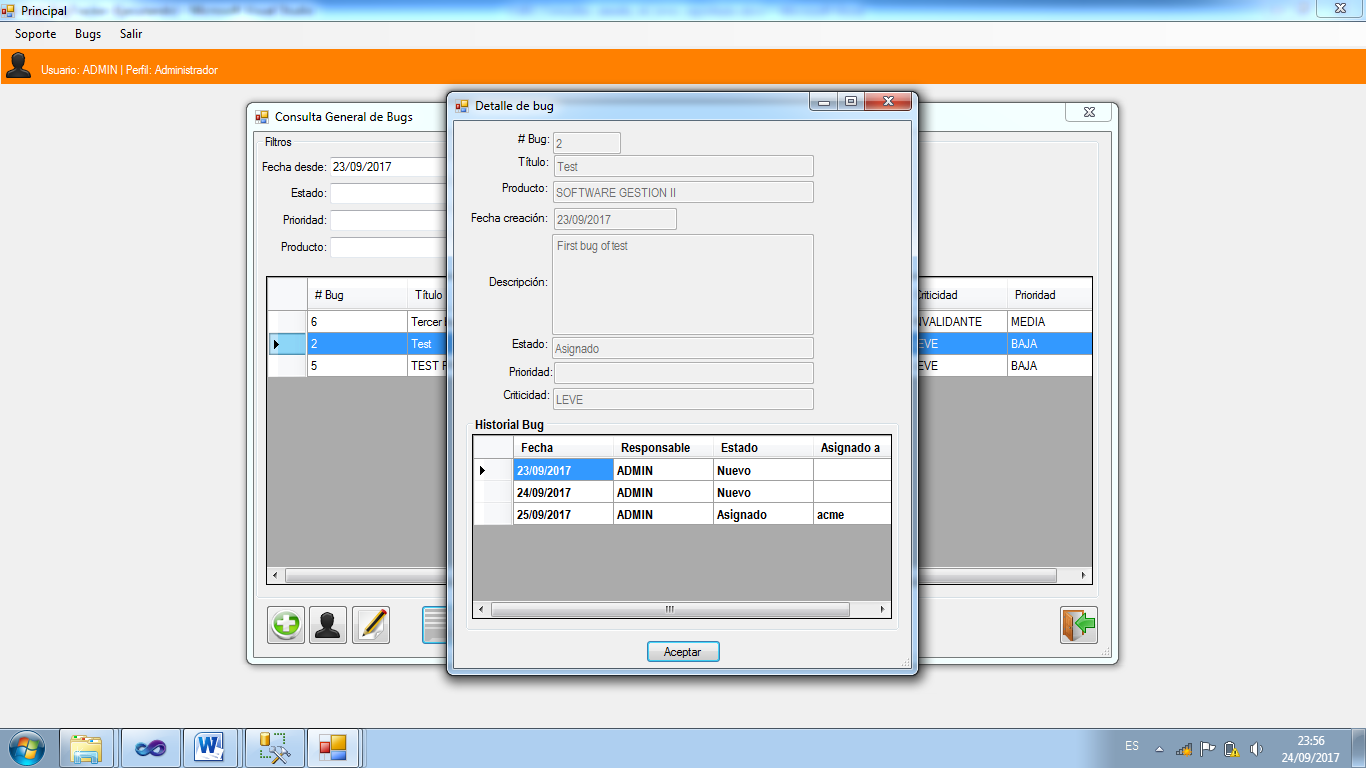 Principal
Soporte Bugs Salir
Usuario: ADMIN | Perfil: Administrador
Consulta General de Bugs
Filtros
Fecha desde: 23/09/2017
Estado:
Prioridad:
Producto:
# Bug Título Criticidad Prioridad
6 Tercer MEDIA
2 Test BAJA
5 TEST BAJA
Detalle de bug
# Bug: 2
Título: Test
Producto: SOFTWARE GESTION II
Fecha creación: 23/09/2017
Descripción: First bug of test
Estado: Asignado
Prioridad:
Criticidad: LEVE
Historial Bug
Fecha Responsable Estado Asignado a
23/09/2017 ADMIN Nuevo
24/09/2017 ADMIN Nuevo
25/09/2017 ADMIN Asignado acme
Aceptar
ES 23:56
24/09/2017